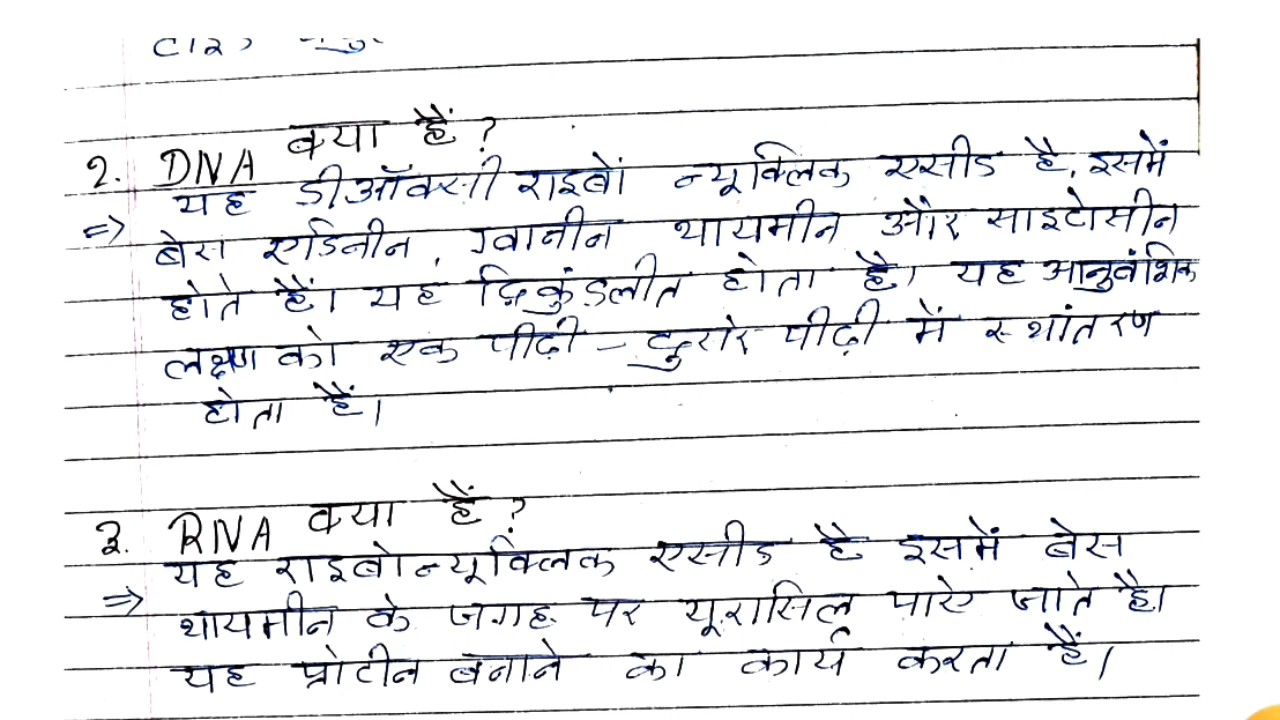 2. DNA क्या हैं?
⇒ यह डीऑक्सी राइबों न्यूक्लिक एसीड है, इसमें
बेस एडिनीन, ग्वानीन थायमीन और साइटोसीन
होते हैं। यह द्विकुंडलीत होता है। यह आनुवंशिक
लक्षण को एक पीढ़ी - दुसरे पीढ़ी में स्थांतरण
होता हैं।
3. RNA क्या हैं?
⇒ यह राइबोन्यूक्लिक एसीड है इसमें बेस
थायमीन के जगह पर यूरासिल पाऐ जाते है।
यह प्रोटीन बनाने का कार्य करता हैं।